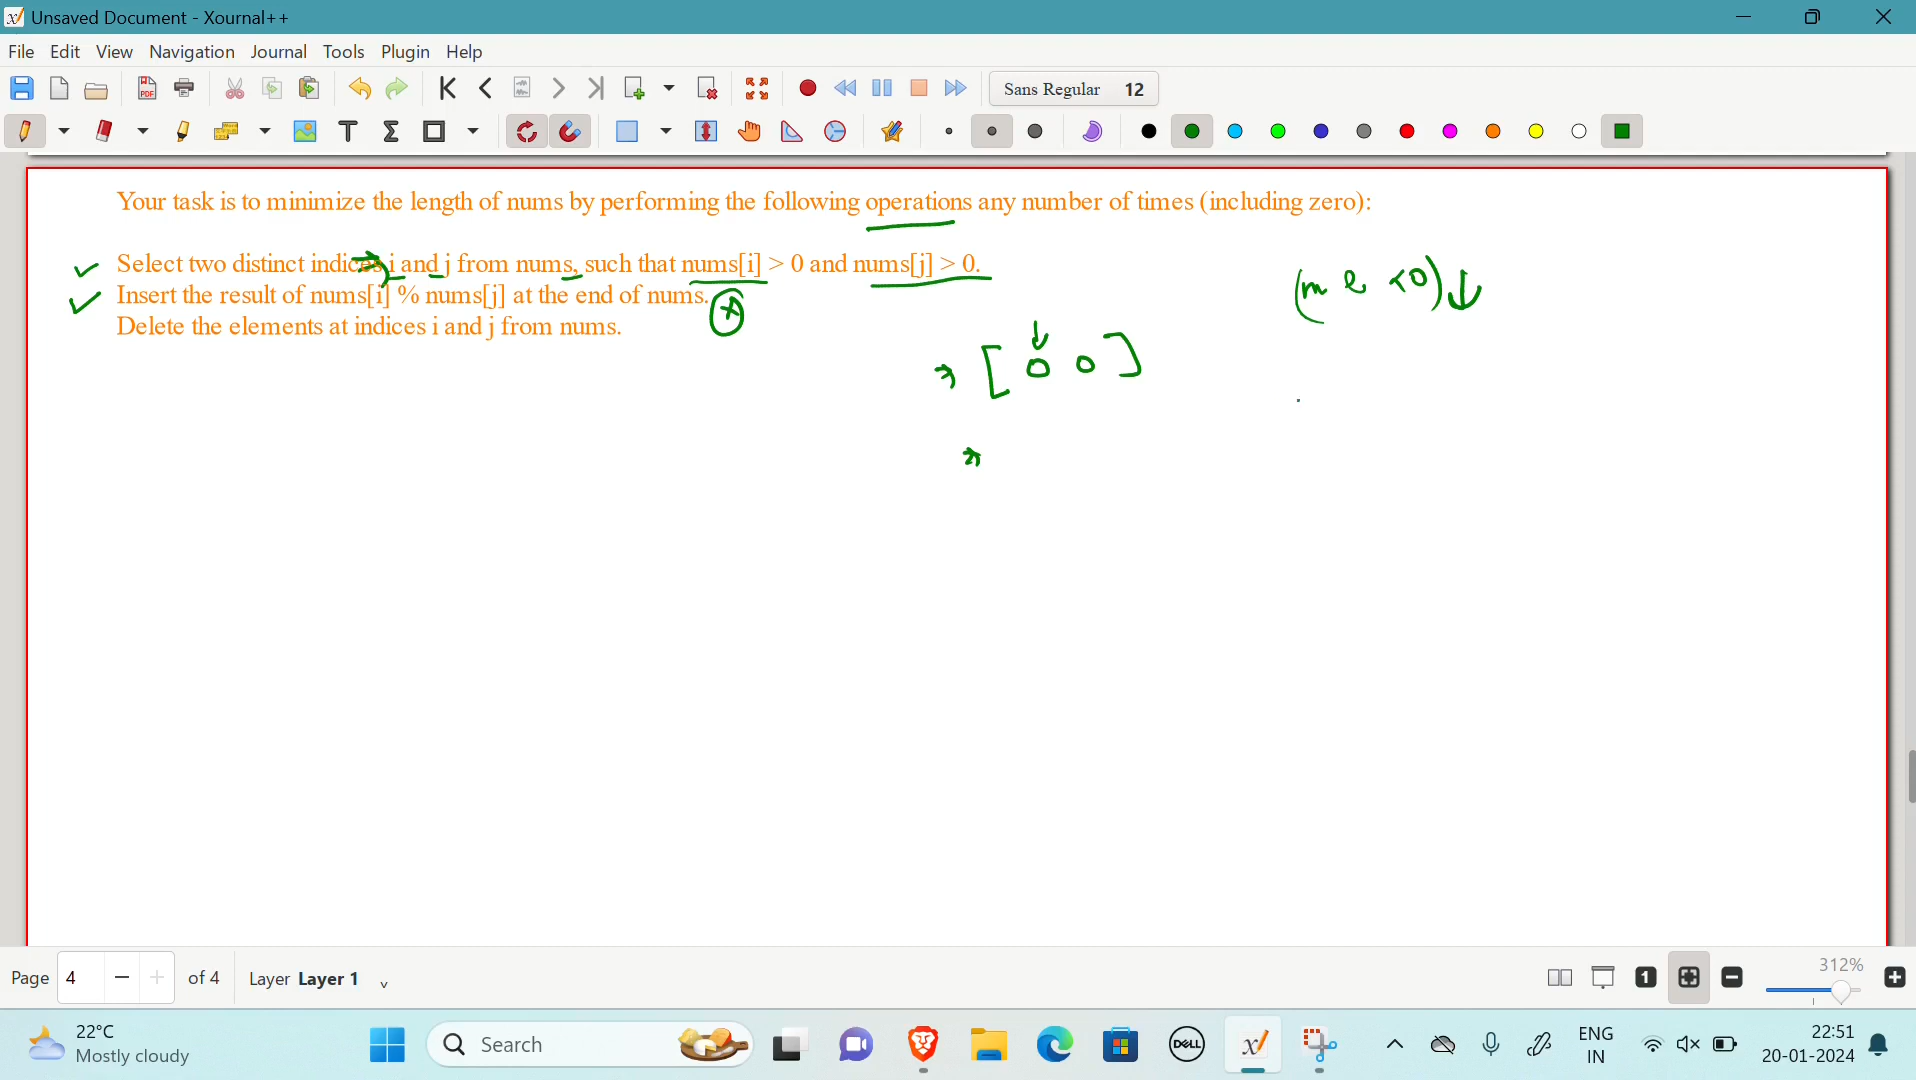 Unsaved Document - Xournal++
File Edit View Navigation Journal Tools Plugin Help
PDF
Sans Regular 12
T Σ
Your task is to minimize the length of nums by performing the following operations any number of times (including zero):
Select two distinct indices i and j from nums, such that nums[i] > 0 and nums[j] > 0.
Insert the result of nums[i] % nums[j] at the end of nums.
Delete the elements at indices i and j from nums.
[ 0 0 ]
Page 4 of 4 Layer Layer 1
1
312%
22°C
Mostly cloudy
Search
DELL
ENG
IN
22:51
20-01-2024